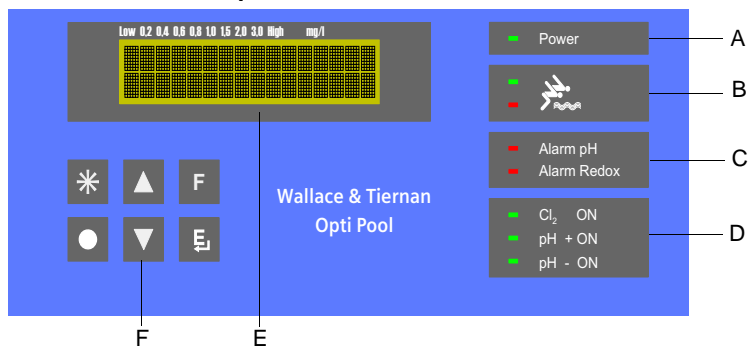 Low 0,2 0,4 0,6 0,8 1,0 1,5 2,0 3,0 High mg/l
Power
A
B
Alarm pH
Alarm Redox
C
F
Wallace & Tiernan
Opti Pool
E
Cl₂ ON
pH + ON
pH - ON
D
F
E